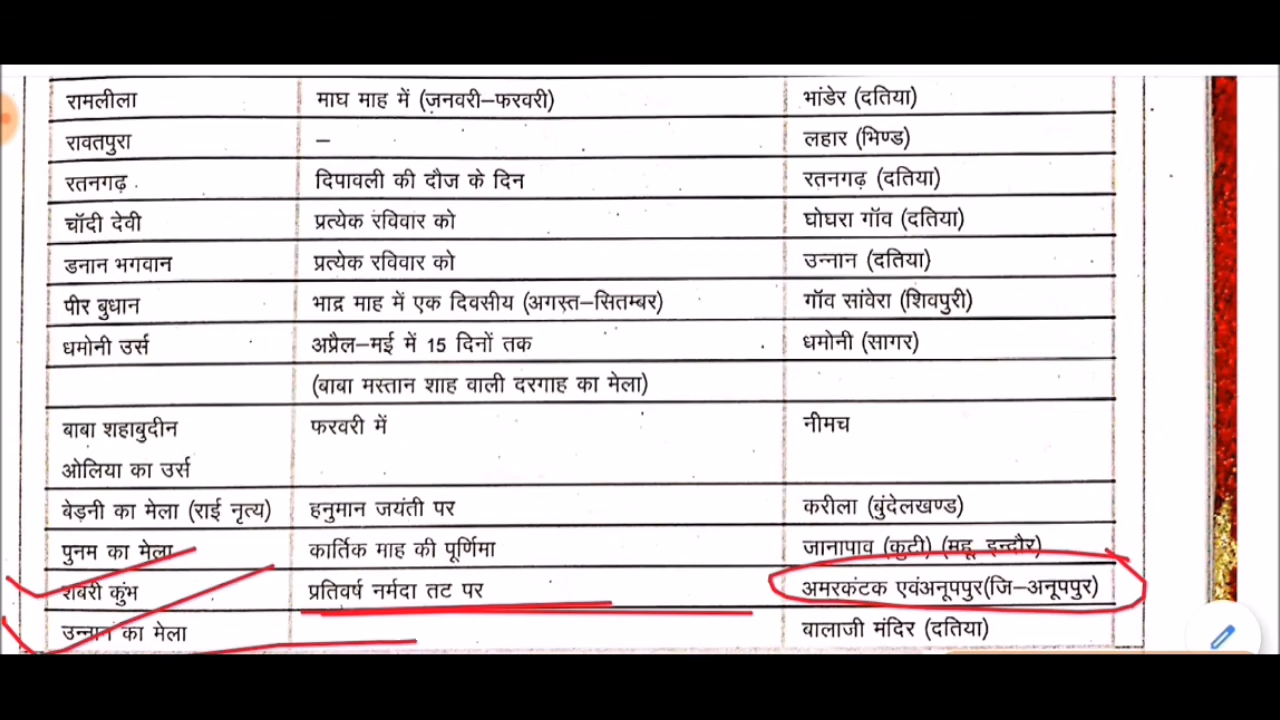 रामलीला माघ माह में (जनवरी–फरवरी) भांडेर (दतिया)
रावतपुरा – लहार (भिण्ड)
रतनगढ़ दिपावली की दौज के दिन रतनगढ़ (दतिया)
चॉदी देवी प्रत्येक रविवार को घोघरा गॉव (दतिया)
डनान भगवान प्रत्येक रविवार को उन्नान (दतिया)
पीर बुधान भाद्र माह में एक दिवसीय (अगस्त–सितम्बर) गॉव सांवेरा (शिवपुरी)
धमोनी उर्स अप्रैल–मई में 15 दिनों तक धमोनी (सागर)
(बाबा मस्तान शाह वाली दरगाह का मेला)
बाबा शहाबुदीन फरवरी में नीमच
ओलिया का उर्स
बेड़नी का मेला (राई नृत्य) हनुमान जयंती पर करीला (बुंदेलखण्ड)
पुनम का मेला कार्तिक माह की पूर्णिमा जानापाव (कुटी) (महू इन्दौर)
शबरी कुंभ प्रतिवर्ष नर्मदा तट पर अमरकंटक एवंअनूपपुर(जि–अनूपपुर)
उन्नान का मेला बालाजी मंदिर (दतिया)